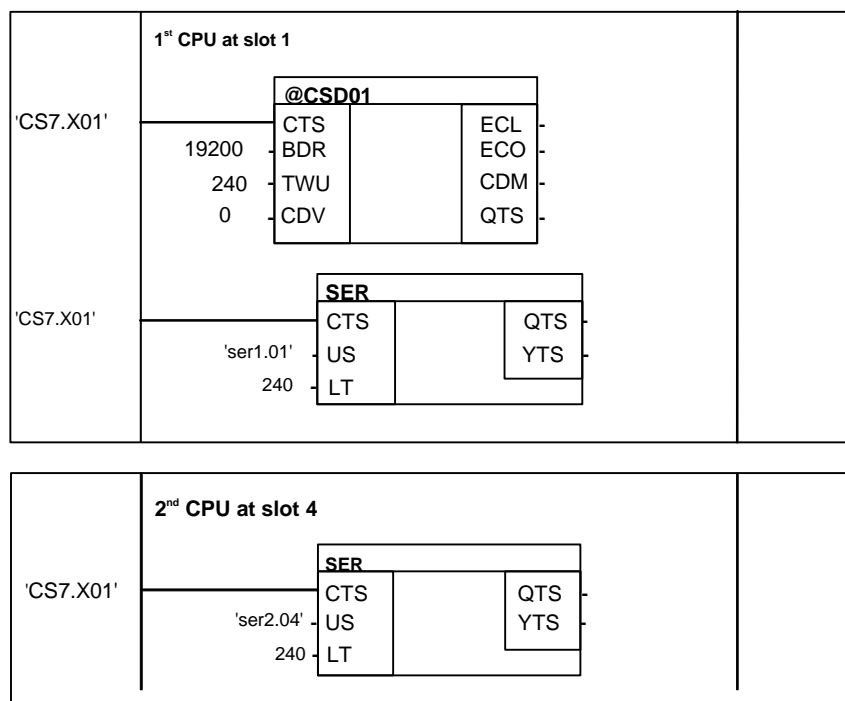 1st CPU at slot 1
@CSD01
'CS7.X01' CTS ECL
19200 BDR ECO
240 TWU CDM
0 CDV QTS
SER
'CS7.X01' CTS QTS
'ser1.01' US YTS
240 LT
2nd CPU at slot 4
SER
'CS7.X01' CTS QTS
'ser2.04' US YTS
240 LT